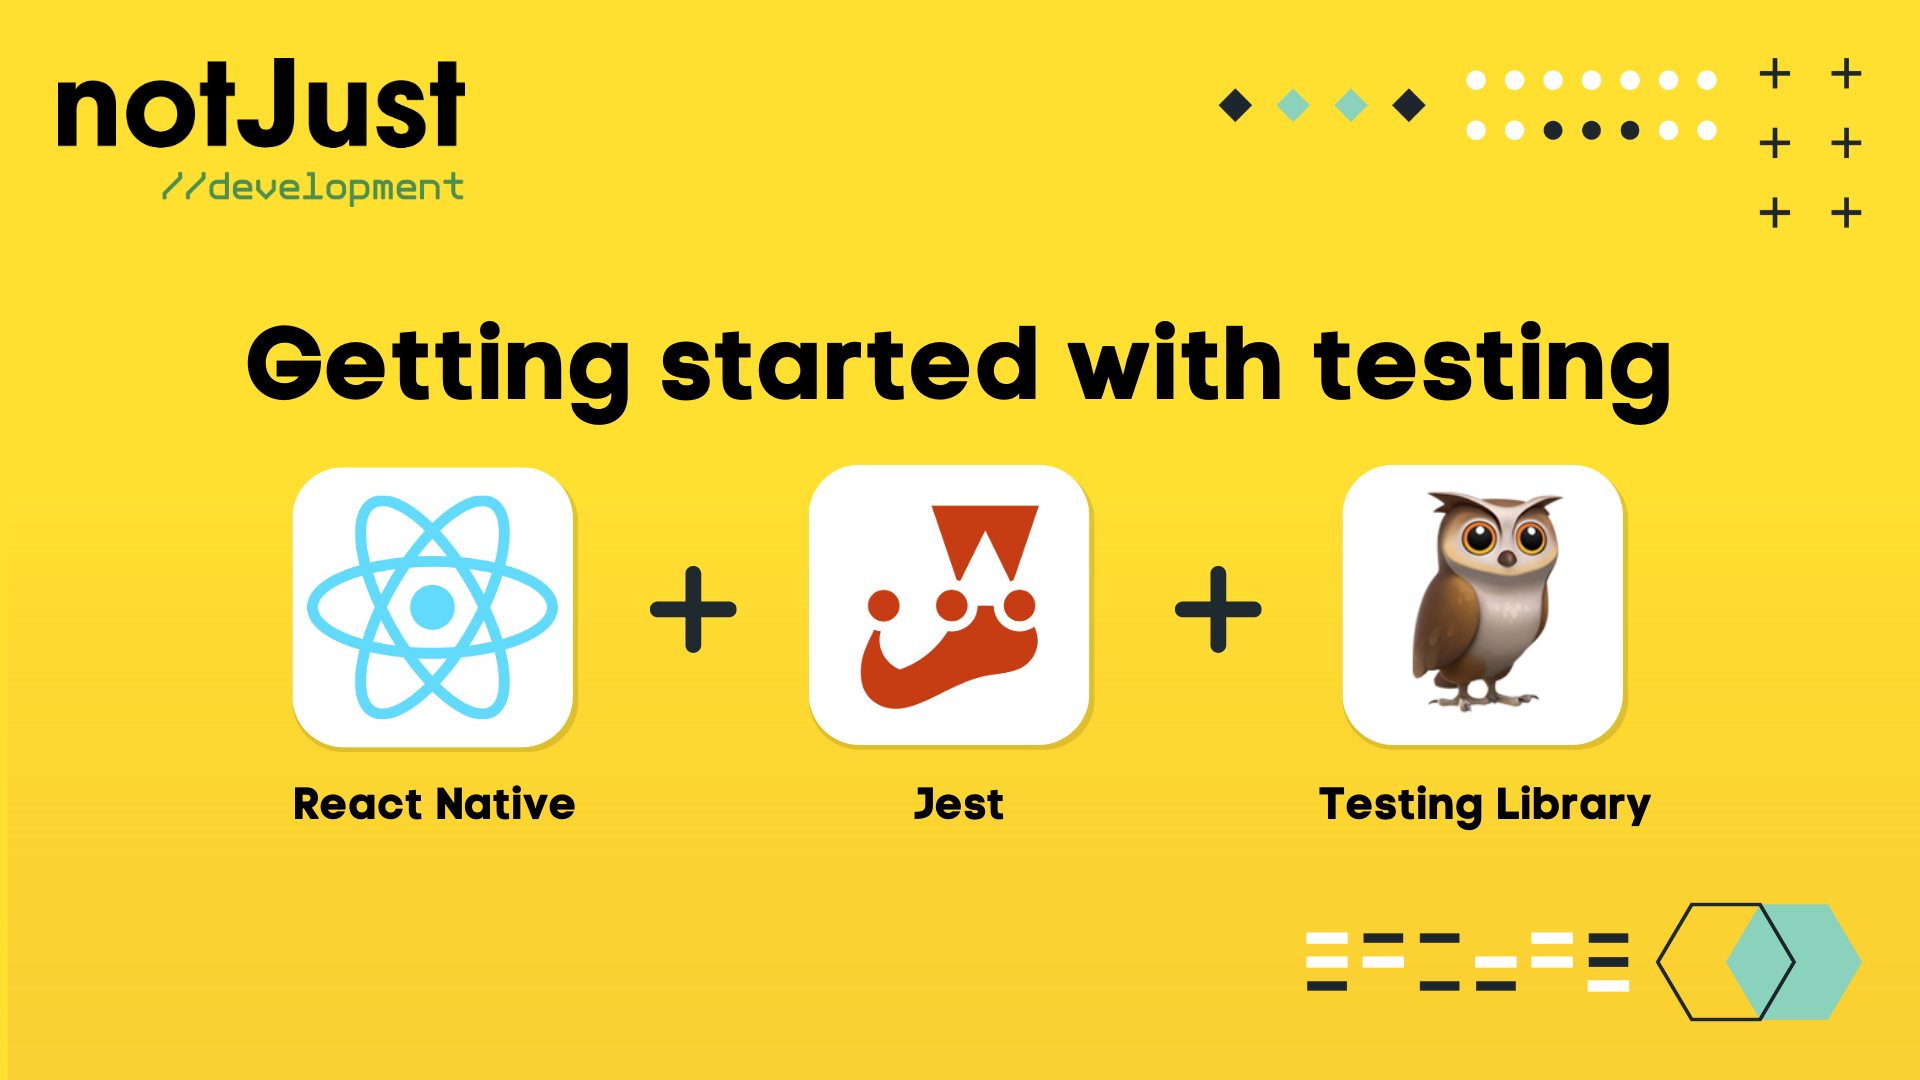 notJust
//development
Getting started with testing
React Native
Jest
Testing Library